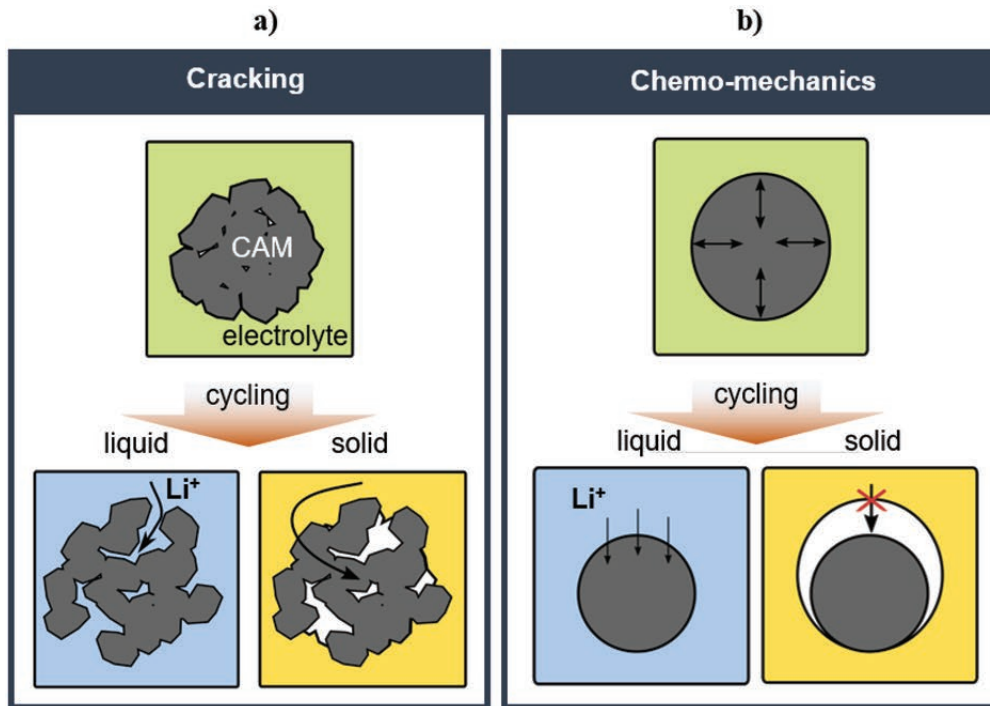 a)
Cracking
CAM
electrolyte
cycling
liquid
solid
Li⁺
b)
Chemo-mechanics
cycling
liquid
solid
Li⁺